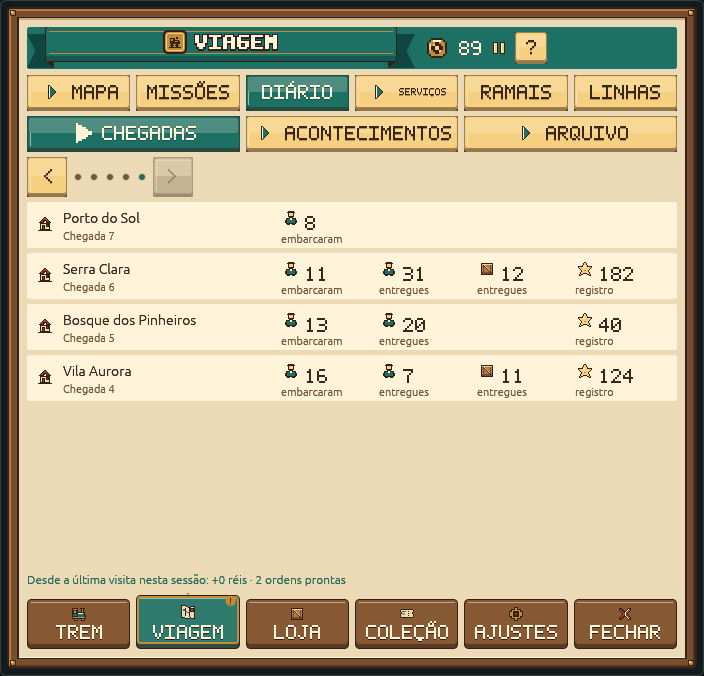 VIAGEM
89
?
MAPA
MISSÕES
DIÁRIO
SERVIÇOS
RAMAIS
LINHAS
CHEGADAS
ACONTECIMENTOS
ARQUIVO
Porto do Sol
Chegada 7
8
embarcaram
Serra Clara
Chegada 6
11
embarcaram
31
entregues
12
entregues
182
registro
Bosque dos Pinheiros
Chegada 5
13
embarcaram
20
entregues
40
registro
Vila Aurora
Chegada 4
16
embarcaram
7
entregues
11
entregues
124
registro
Desde a última visita nesta sessão: +0 réis · 2 ordens prontas
TREM
VIAGEM
!
LOJA
COLEÇÃO
AJUSTES
FECHAR